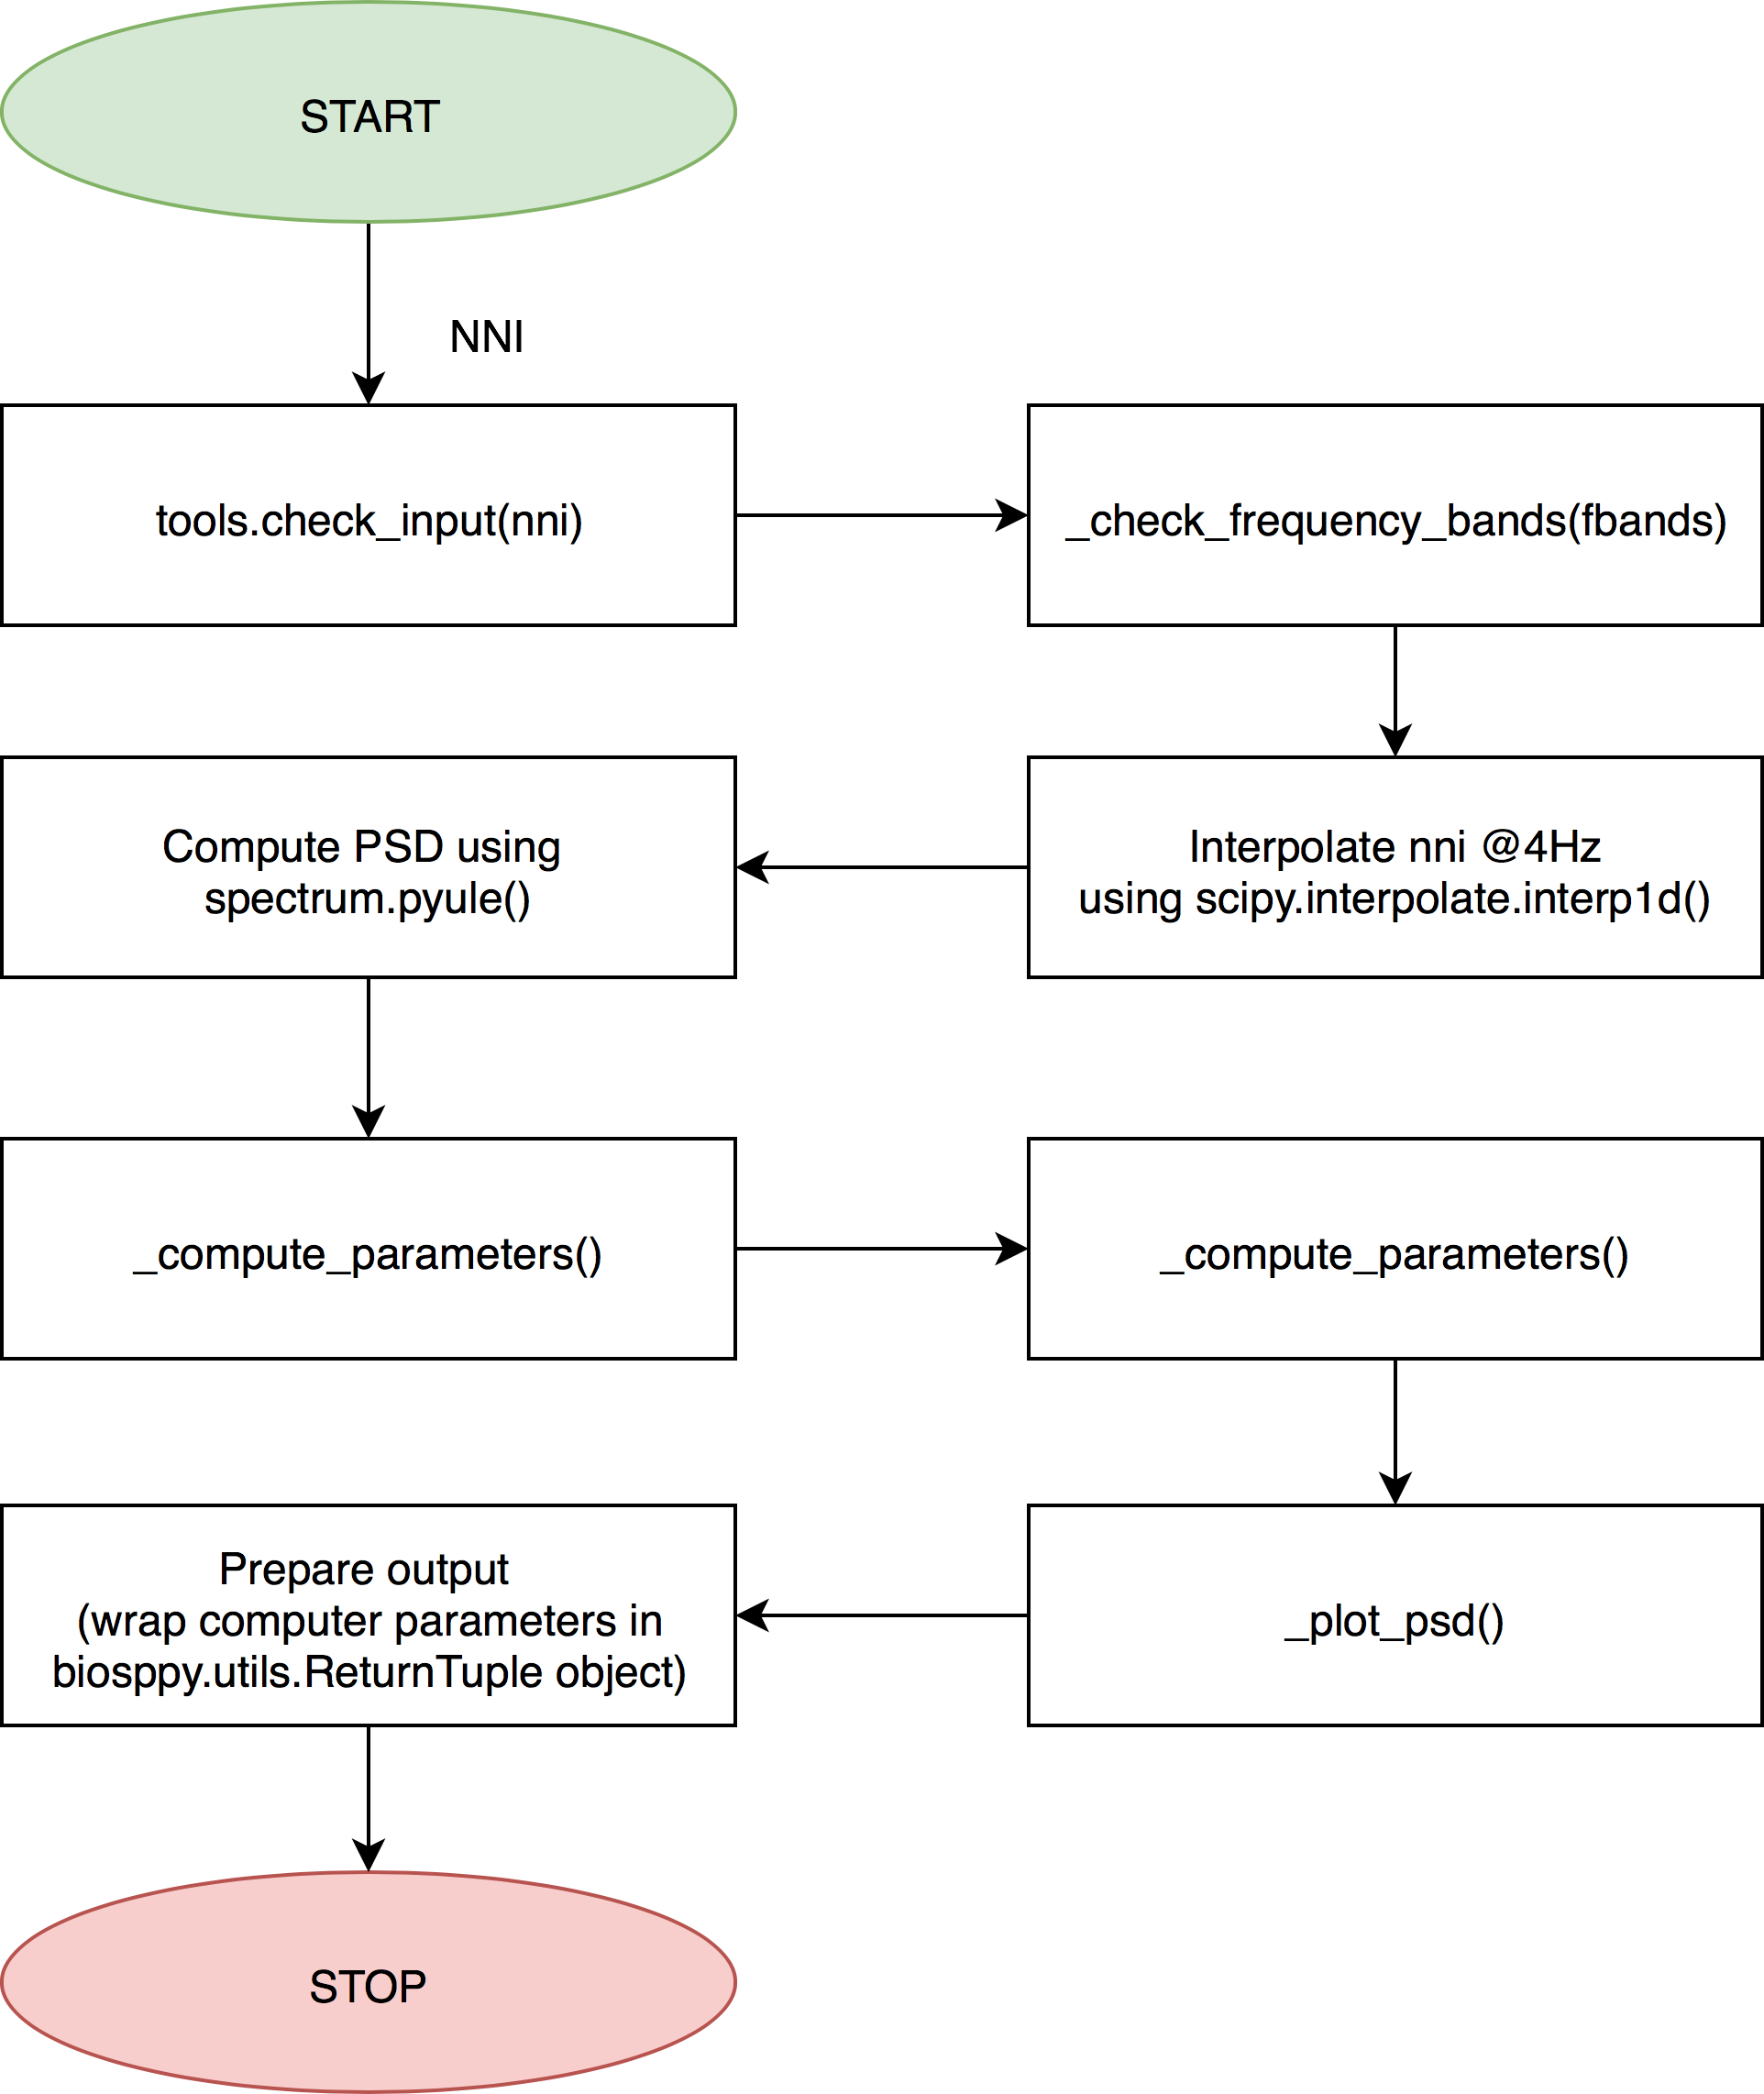 START
NNI
tools.check_input(nni)
_check_frequency_bands(fbands)
Interpolate nni @4Hz
using scipy.interpolate.interp1d()
Compute PSD using
spectrum.pyule()
_compute_parameters()
_compute_parameters()
_plot_psd()
Prepare output
(wrap computer parameters in
biosppy.utils.ReturnTuple object)
STOP